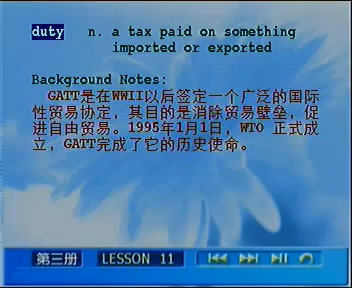 duty n. a tax paid on something
imported or exported
Background Notes:
GATT是在WWII以后签定一个广泛的国际
性贸易协定，其目的是消除贸易壁垒，促
进自由贸易。1995年1月1日，WTO 正式成
立，GATT完成了它的历史使命。
第三册 LESSON 11